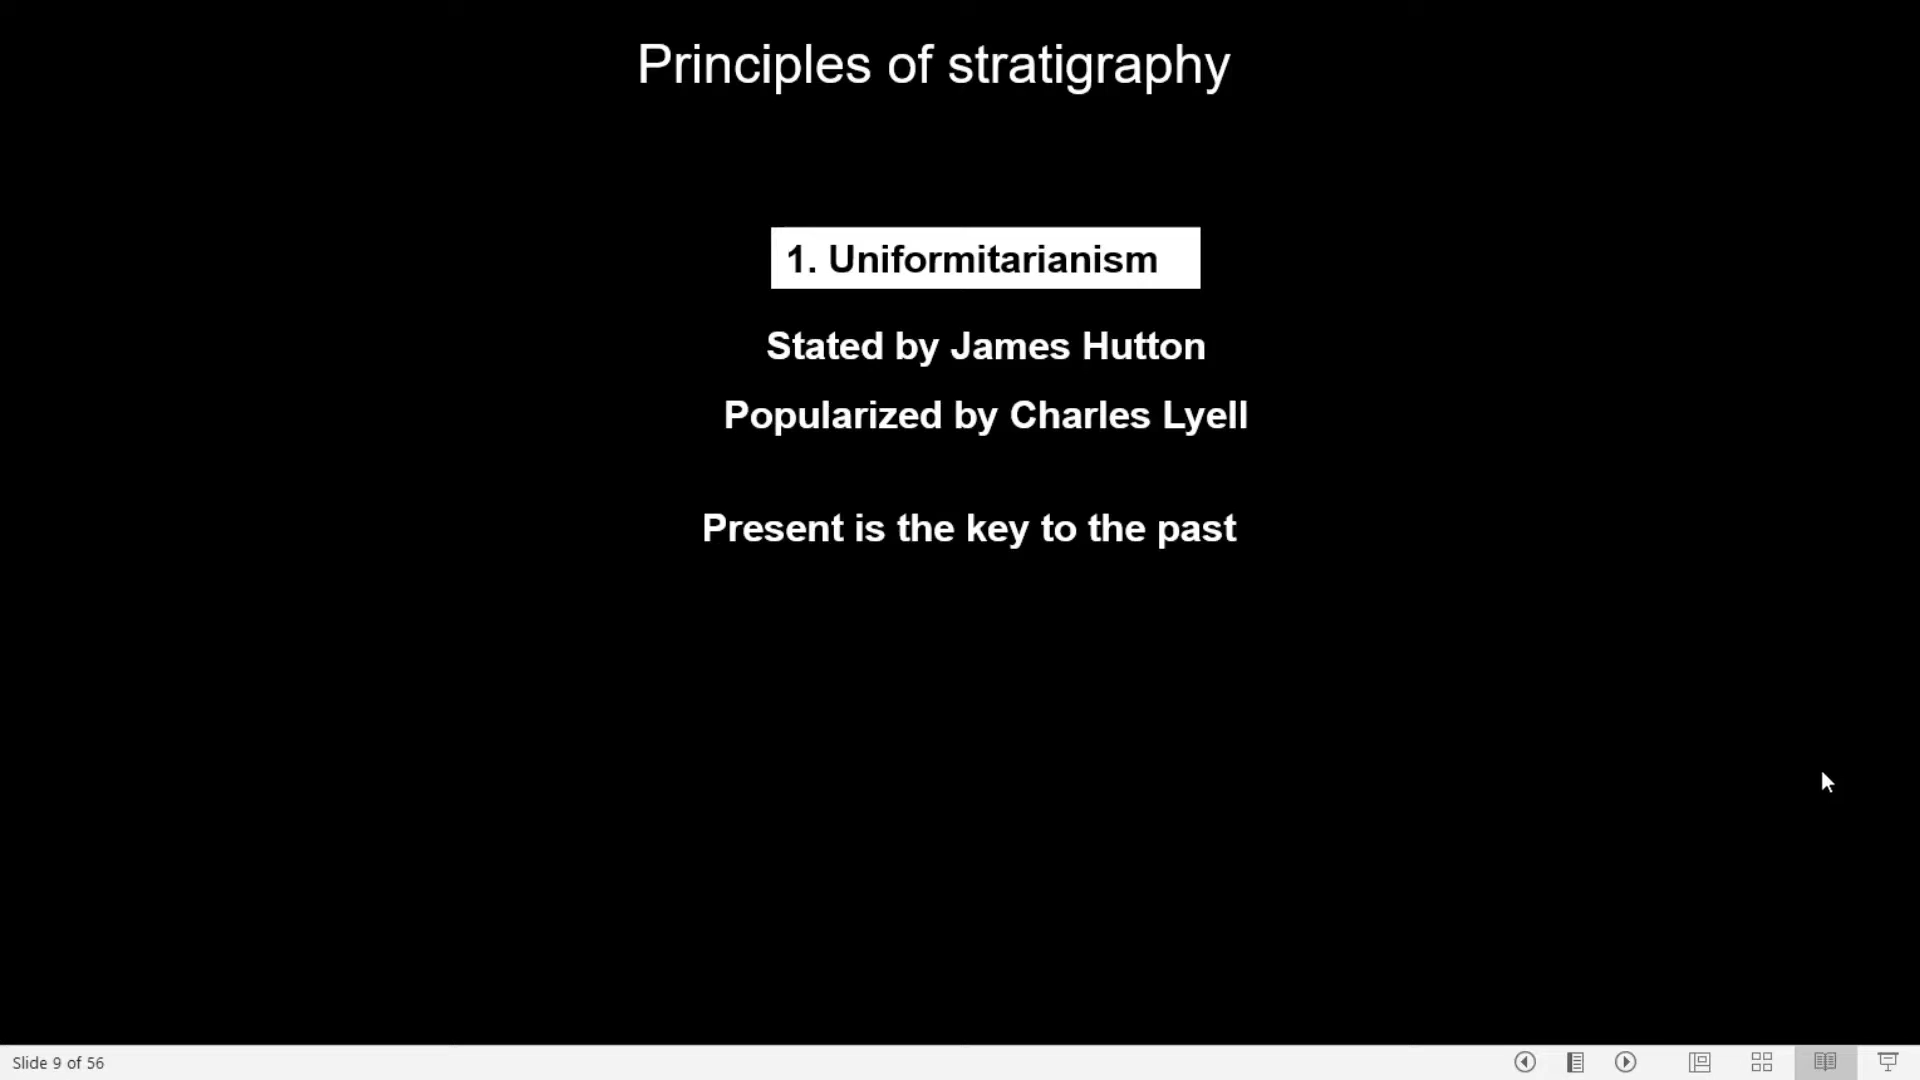 Principles of stratigraphy
1. Uniformitarianism
Stated by James Hutton
Popularized by Charles Lyell
Present is the key to the past
Slide 9 of 56